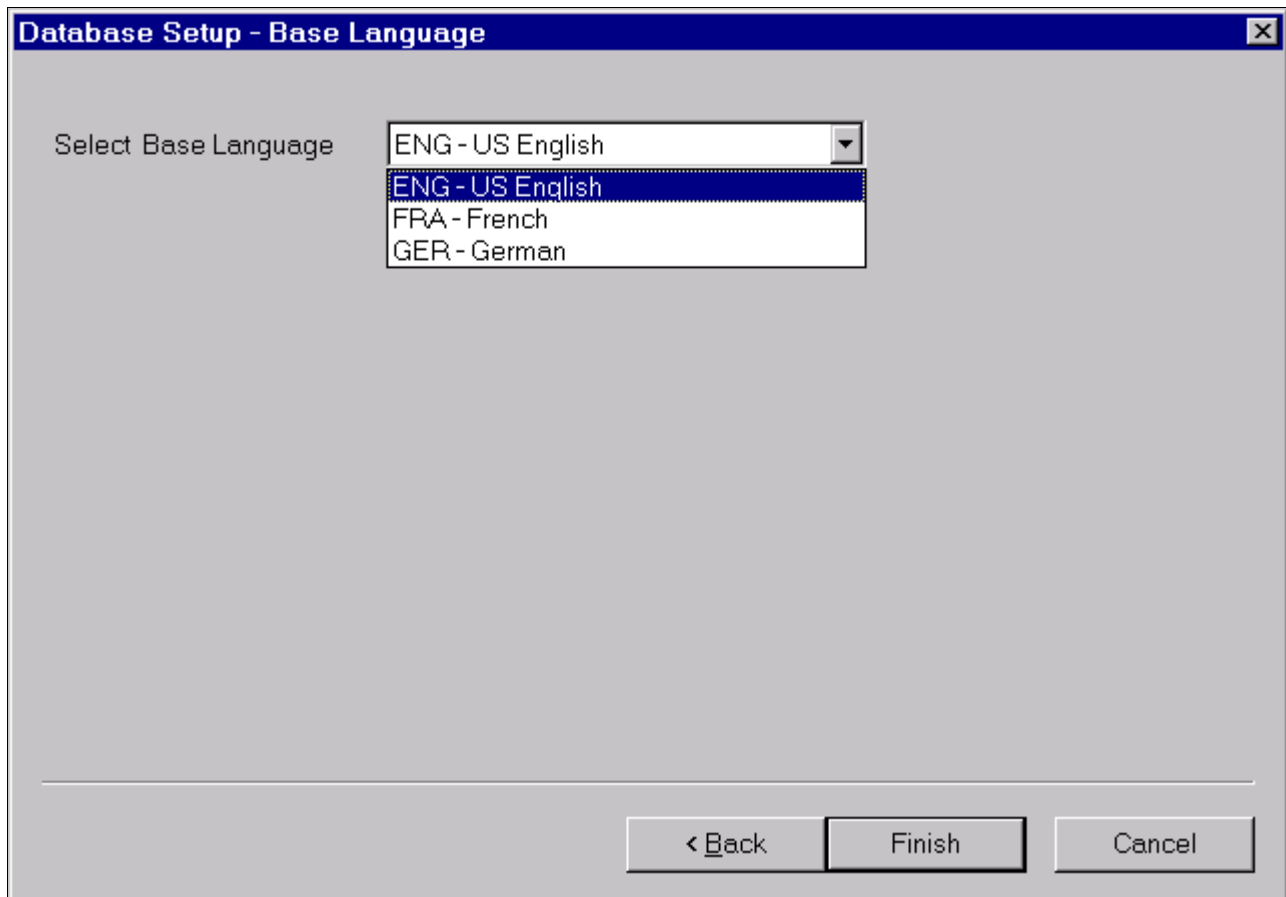 Database Setup - Base Language
Select Base Language
ENG - US English
ENG - US English
FRA - French
GER - German
< Back
Finish
Cancel